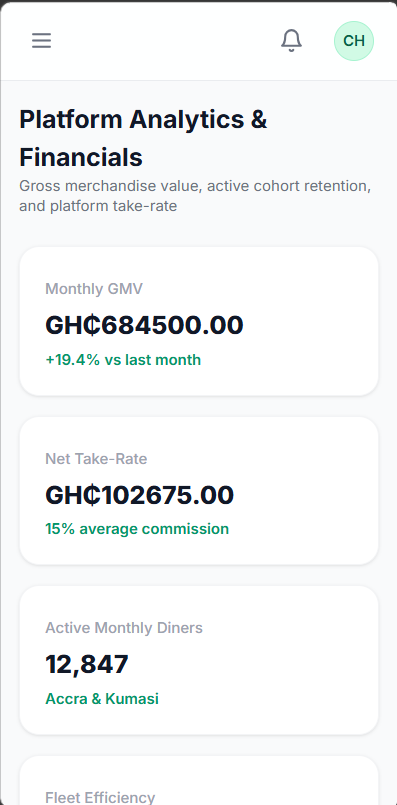 CH
Platform Analytics &
Financials
Gross merchandise value, active cohort retention,
and platform take-rate
Monthly GMV
GH₵684500.00
+19.4% vs last month
Net Take-Rate
GH₵102675.00
15% average commission
Active Monthly Diners
12,847
Accra & Kumasi
Fleet Efficiency